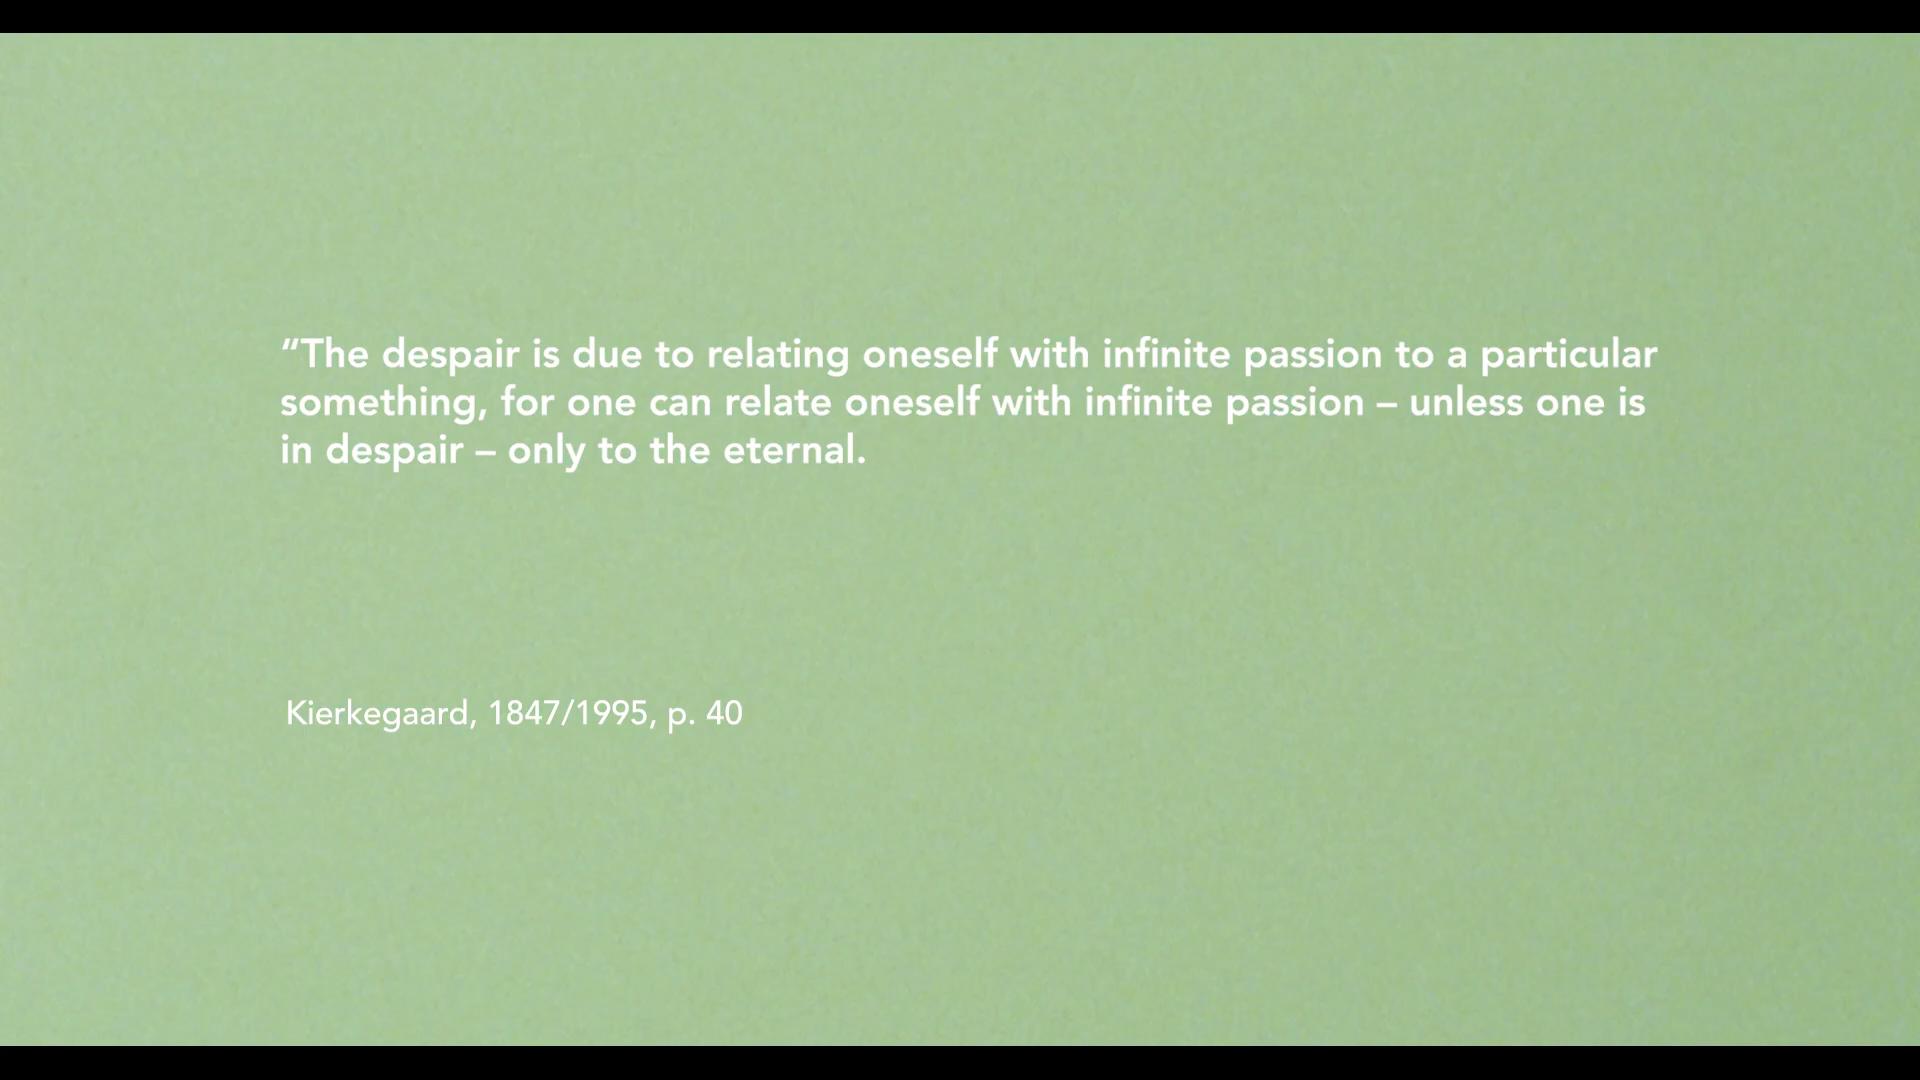 “The despair is due to relating oneself with infinite passion to a particular
something, for one can relate oneself with infinite passion – unless one is
in despair – only to the eternal.
Kierkegaard, 1847/1995, p. 40